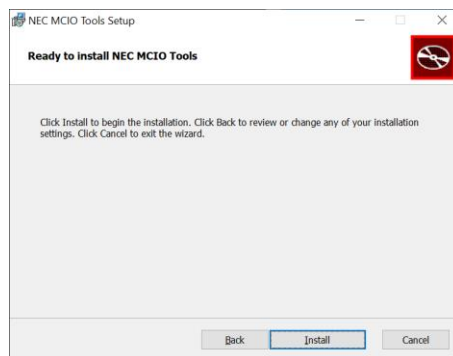 NEC MCIO Tools Setup
Ready to install NEC MCIO Tools
Click Install to begin the installation. Click Back to review or change any of your installation
settings. Click Cancel to exit the wizard.
Back Install Cancel